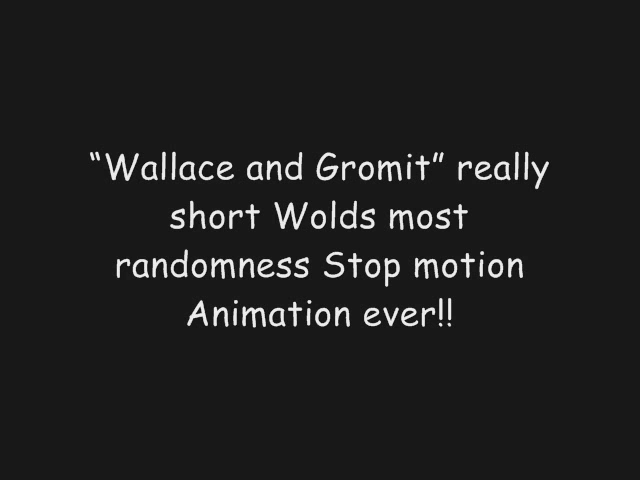 “Wallace and Gromit” really
short Wolds most
randomness Stop motion
Animation ever!!